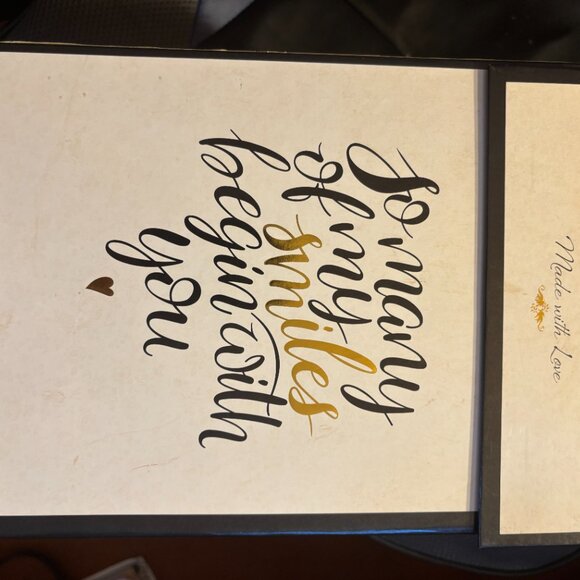 Made with Love
So many
of my
smiles
begin with
you